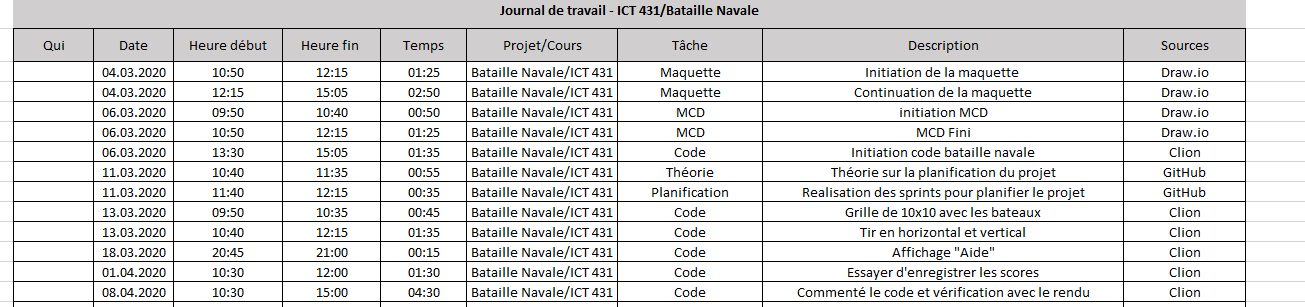 Journal de travail - ICT 431/Bataille Navale
Qui Date Heure début Heure fin Temps Projet/Cours Tâche Description Sources
04.03.2020 10:50 12:15 01:25 Bataille Navale/ICT 431 Maquette Initiation de la maquette Draw.io
04.03.2020 12:15 15:05 02:50 Bataille Navale/ICT 431 Maquette Continuation de la maquette Draw.io
06.03.2020 09:50 10:40 00:50 Bataille Navale/ICT 431 MCD initiation MCD Draw.io
06.03.2020 10:50 12:15 01:25 Bataille Navale/ICT 431 MCD MCD Fini Draw.io
06.03.2020 13:30 15:05 01:35 Bataille Navale/ICT 431 Code Initiation code bataille navale Clion
11.03.2020 10:40 11:35 00:55 Bataille Navale/ICT 431 Théorie Théorie sur la planification du projet GitHub
11.03.2020 11:40 12:15 00:35 Bataille Navale/ICT 431 Planification Realisation des sprints pour planifier le projet GitHub
13.03.2020 09:50 10:35 00:45 Bataille Navale/ICT 431 Code Grille de 10x10 avec les bateaux Clion
13.03.2020 10:40 12:15 01:35 Bataille Navale/ICT 431 Code Tir en horizontal et vertical Clion
18.03.2020 20:45 21:00 00:15 Bataille Navale/ICT 431 Code Affichage "Aide" Clion
01.04.2020 10:30 12:00 01:30 Bataille Navale/ICT 431 Code Essayer d'enregistrer les scores Clion
08.04.2020 10:30 15:00 04:30 Bataille Navale/ICT 431 Code Commenté le code et vérification avec le rendu Clion